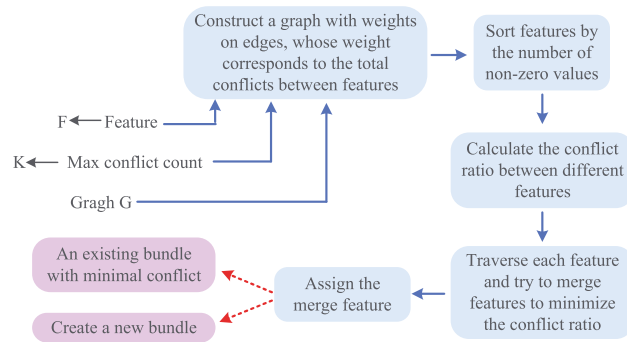 Construct a graph with weights
on edges, whose weight
corresponds to the total
conflicts between features
Sort features by
the number of
non-zero values
F Feature
K Max conflict count
Gragh G
Calculate the conflict
ratio between different
features
Traverse each feature
and try to merge
features to minimize
the conflict ratio
Assign the
merge feature
An existing bundle
with minimal conflict
Create a new bundle